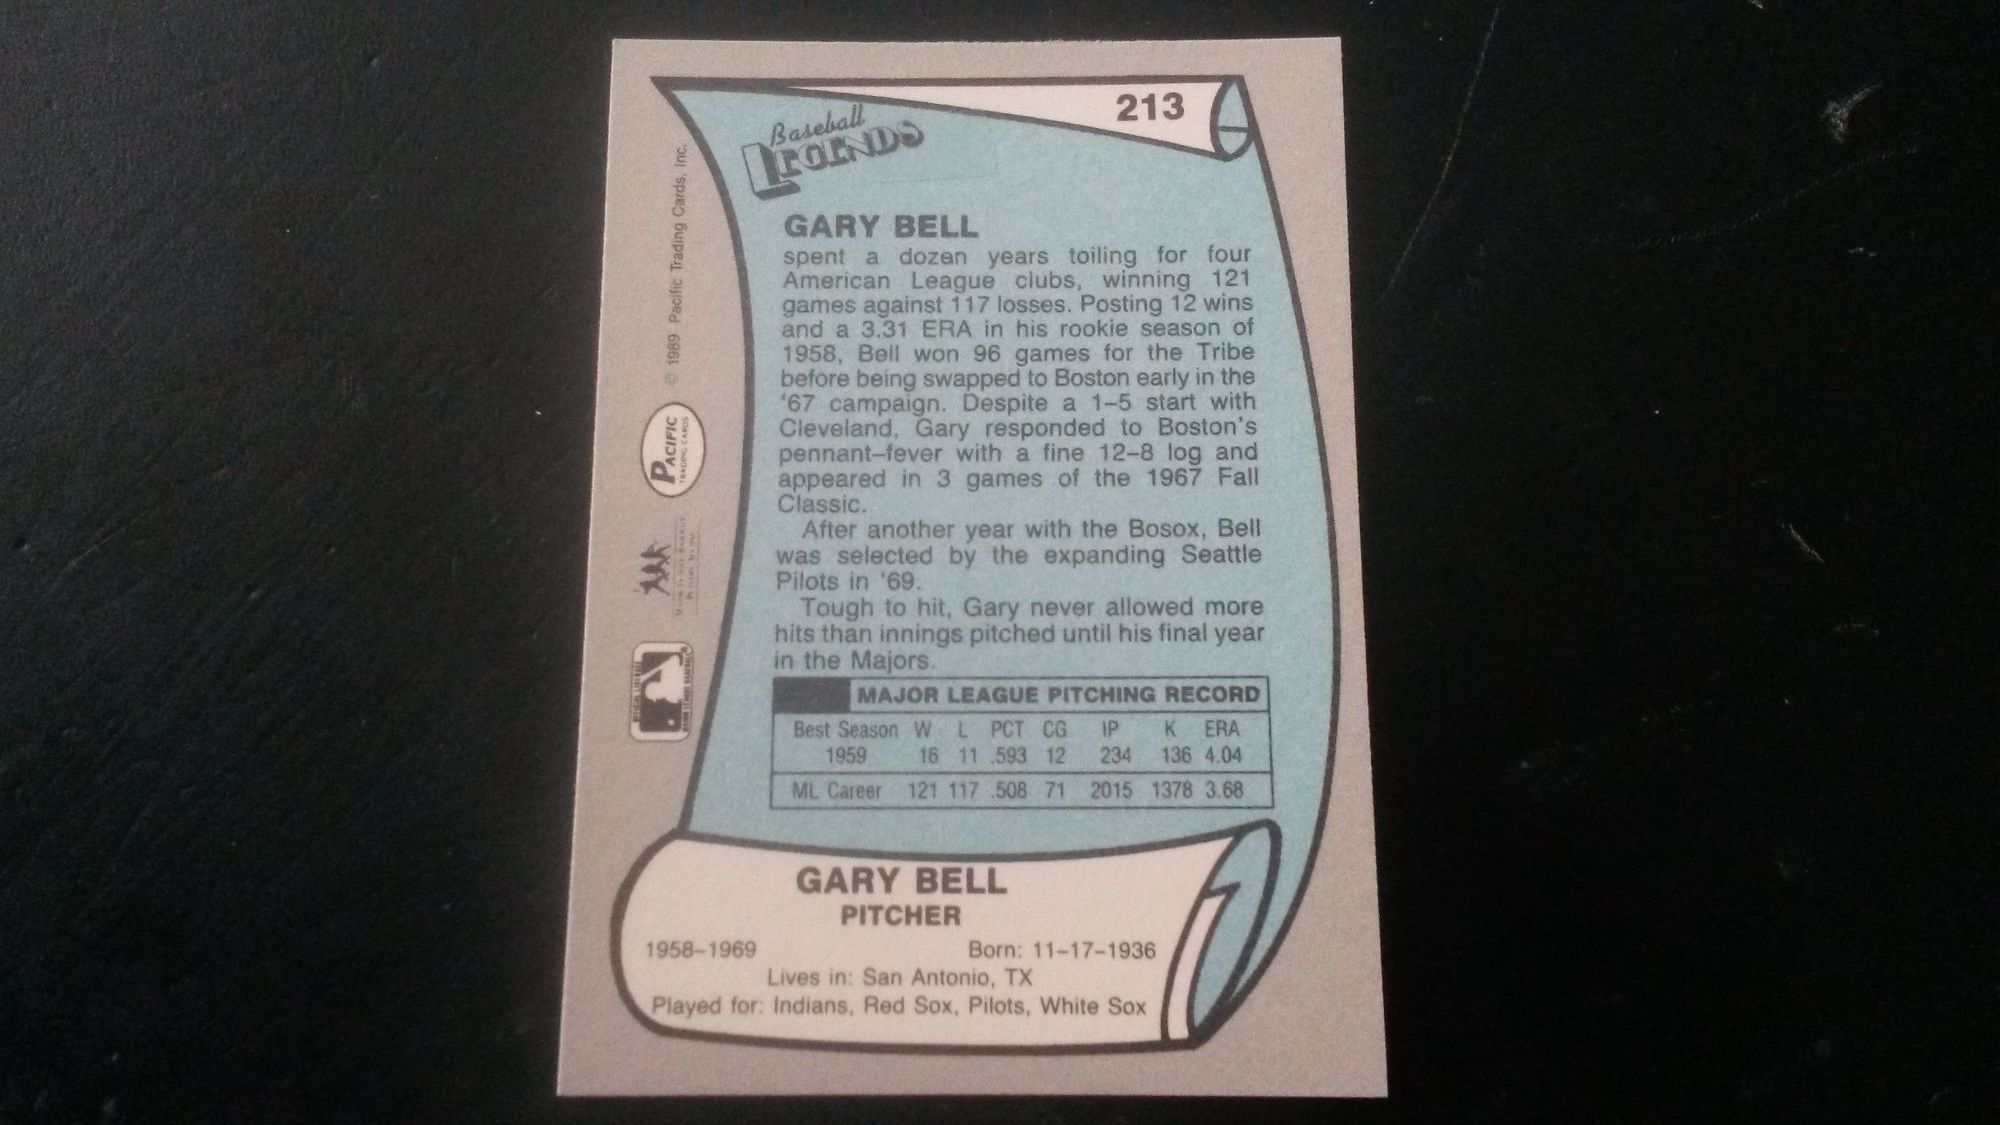 213
Baseball
LEGENDS
GARY BELL
spent a dozen years toiling for four
American League clubs, winning 121
games against 117 losses. Posting 12 wins
and a 3.31 ERA in his rookie season of
1958, Bell won 96 games for the Tribe
before being swapped to Boston early in the
'67 campaign. Despite a 1–5 start with
Cleveland, Gary responded to Boston's
pennant–fever with a fine 12–8 log and
appeared in 3 games of the 1967 Fall
Classic.
After another year with the Bosox, Bell
was selected by the expanding Seattle
Pilots in '69.
Tough to hit, Gary never allowed more
hits than innings pitched until his final year
in the Majors.
MAJOR LEAGUE PITCHING RECORD
Best Season W L PCT CG IP K ERA
1959 16 11 .593 12 234 136 4.04
ML Career 121 117 .508 71 2015 1378 3.68
GARY BELL
PITCHER
1958–1969 Born: 11–17–1936
Lives in: San Antonio, TX
Played for: Indians, Red Sox, Pilots, White Sox
© 1989 Pacific Trading Cards, Inc.
PACIFIC
TRADING CARDS